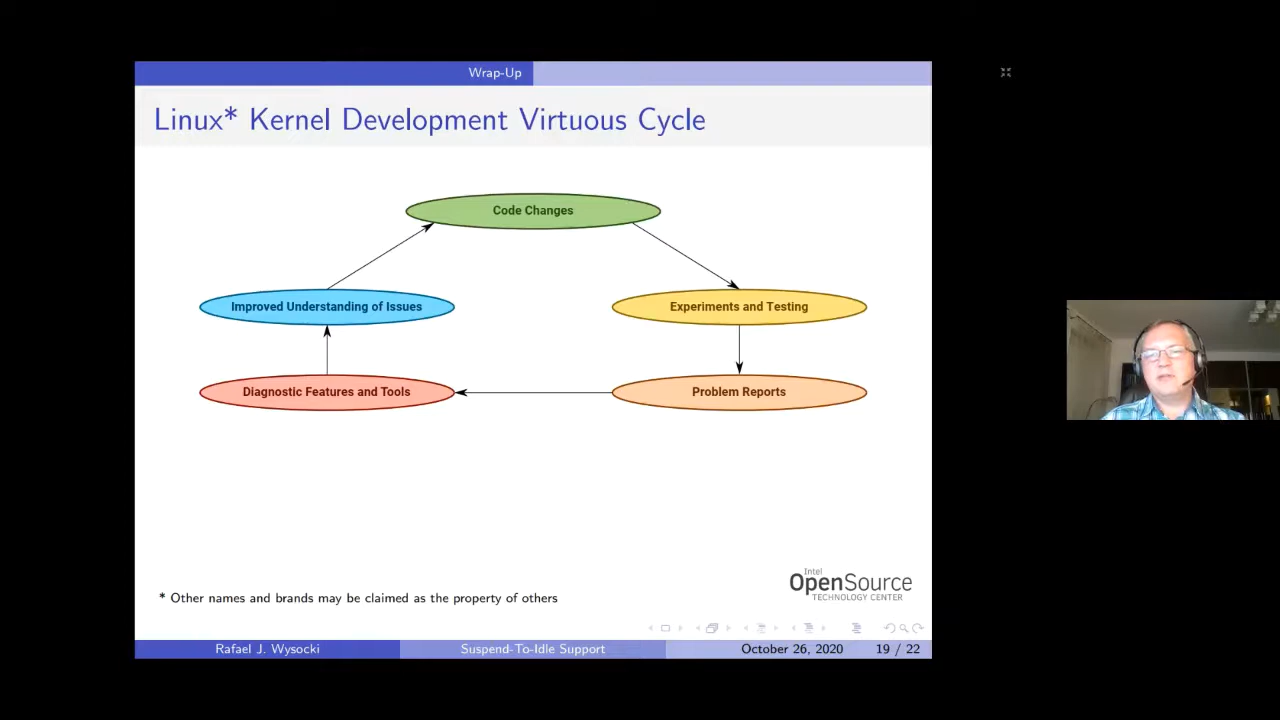 Wrap-Up
Linux* Kernel Development Virtuous Cycle
Code Changes
Improved Understanding of Issues
Experiments and Testing
Diagnostic Features and Tools
Problem Reports
Intel
OpenSource
TECHNOLOGY CENTER
* Other names and brands may be claimed as the property of others
Rafael J. Wysocki
Suspend-To-Idle Support
October 26, 2020
19 / 22